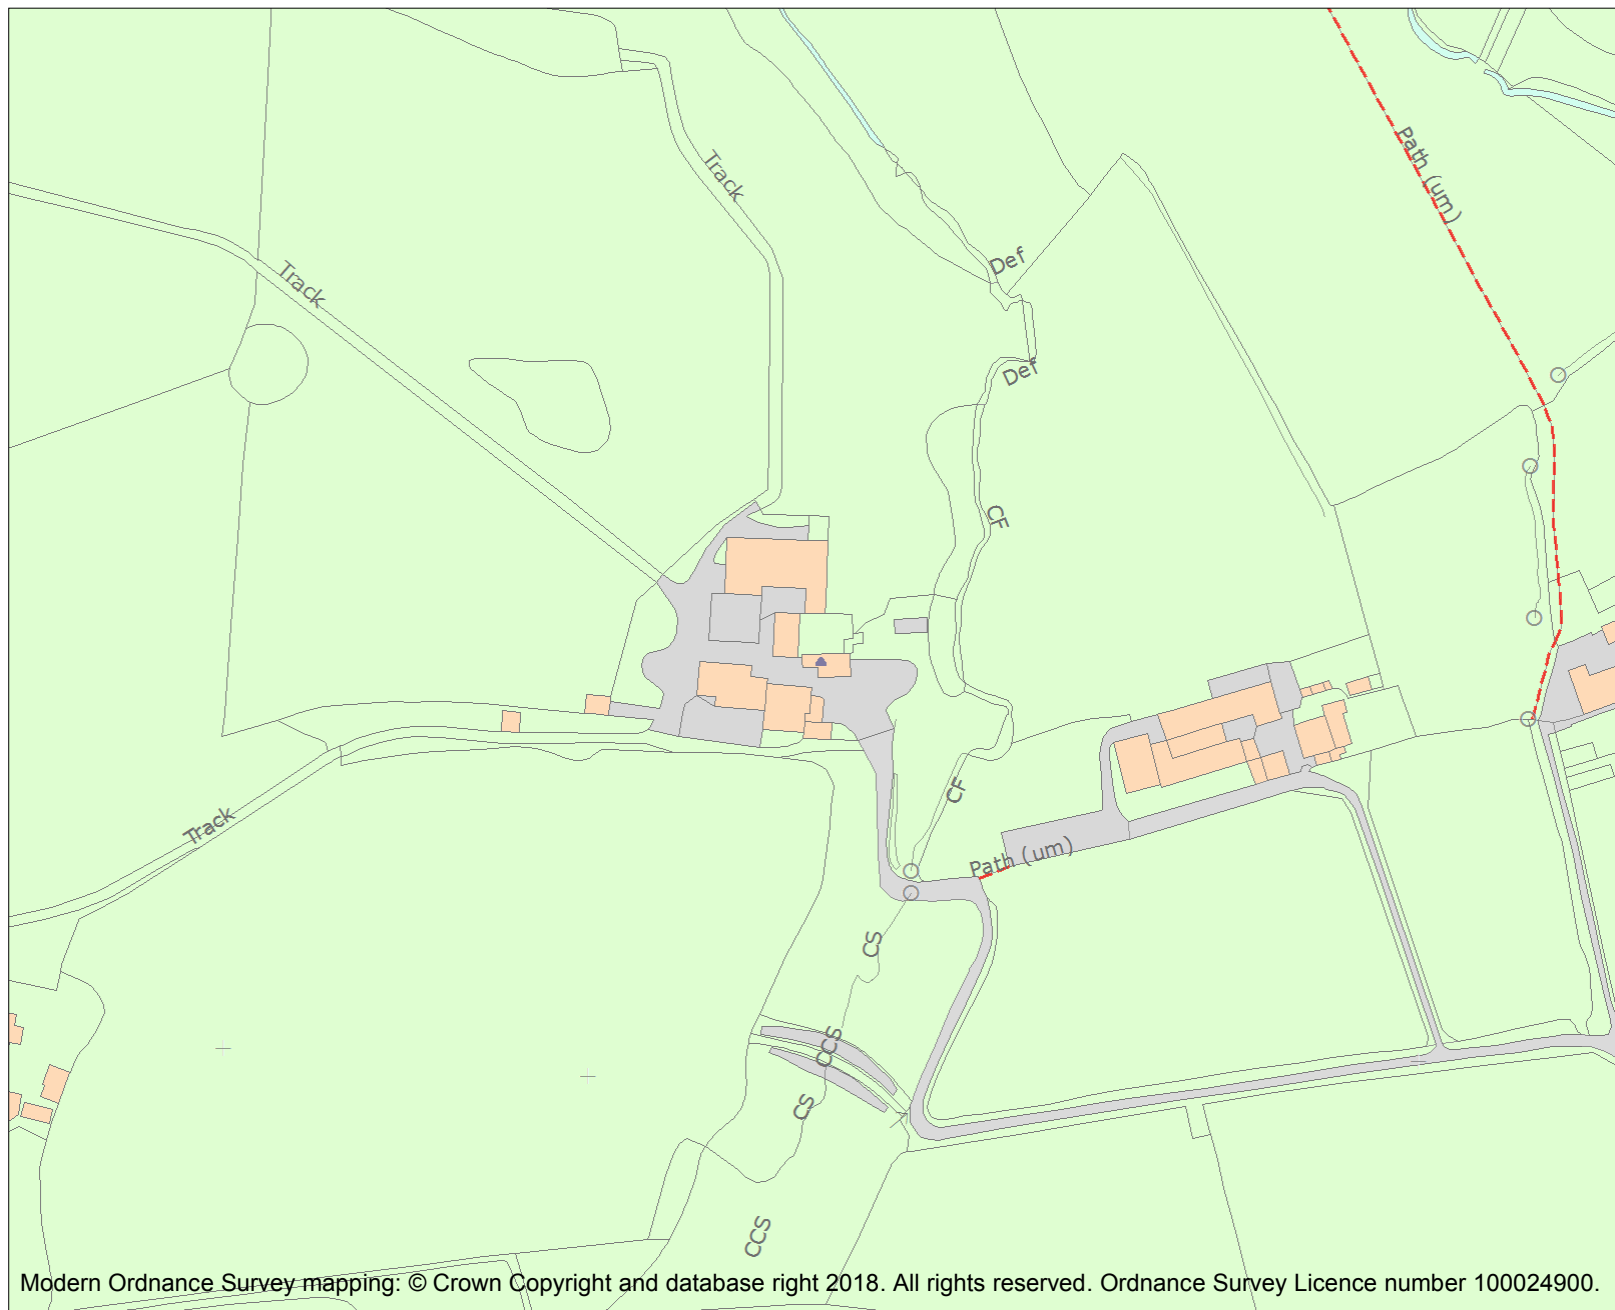 Path (um)
Track
Def
Track
Def
CF
CF
Track
Path (um)
CS
CCS
CS
CCS
Modern Ordnance Survey mapping: © Crown Copyright and database right 2018. All rights reserved. Ordnance Survey Licence number 100024900.